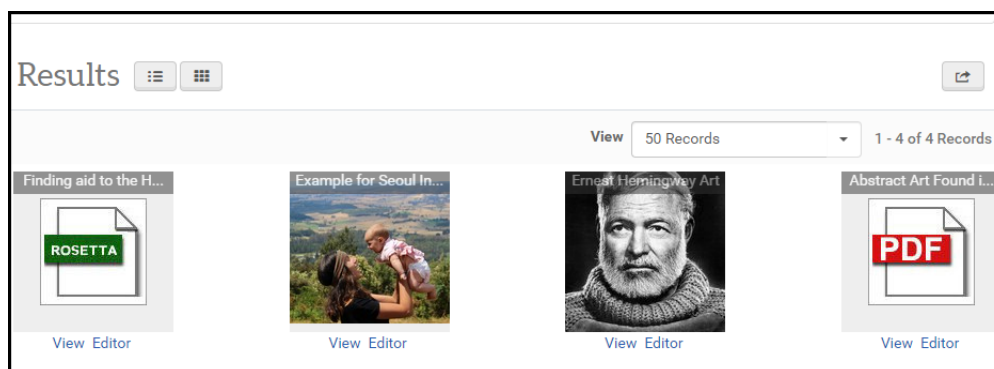 Results
View 50 Records 1 - 4 of 4 Records
Finding aid to the H... Example for Seoul In... Ernest Hemingway Art Abstract Art Found i...
ROSETTA PDF
View Editor View Editor View Editor View Editor